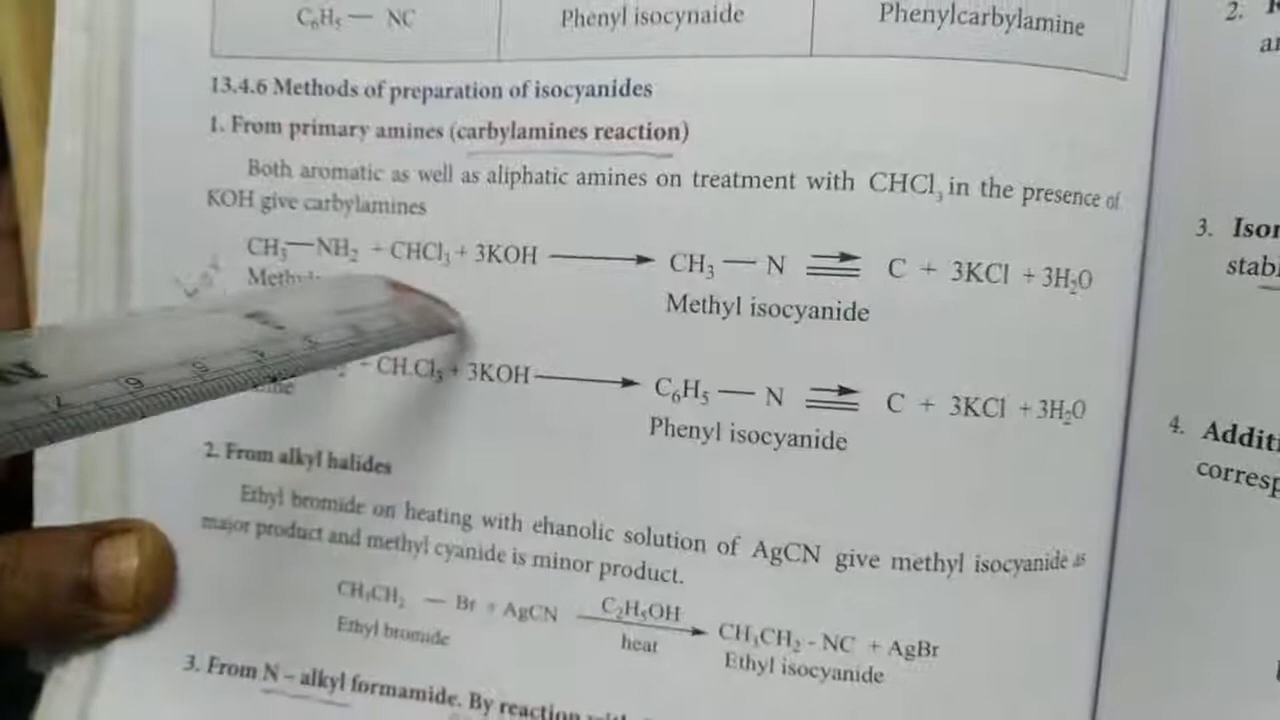 C₆H₅ — NC Phenyl isocynaide Phenylcarbylamine
13.4.6 Methods of preparation of isocyanides
1. From primary amines (carbylamines reaction)
Both aromatic as well as aliphatic amines on treatment with CHCl₃ in the presence of
KOH give carbylamines
CH₃—NH₂ + CHCl₃ + 3KOH ⟶ CH₃ — N ⥱ C + 3KCl + 3H₂O
Methyl isocyanide
CH.Cl₃ + 3KOH ⟶ C₆H₅ — N ⥱ C + 3KCl + 3H₂O
Phenyl isocyanide
2. From alkyl halides
Ethyl bromide on heating with ehanolic solution of AgCN give methyl isocyanide as
major product and methyl cyanide is minor product.
CH₃CH₂ — Br + AgCN C₂H₅OH ⟶ heat CH₃CH₂ - NC + AgBr
Ethyl bromide Ethyl isocyanide
3. From N – alkyl formamide. By reaction
2.
3. Isor
stabl
4. Additi
corresp